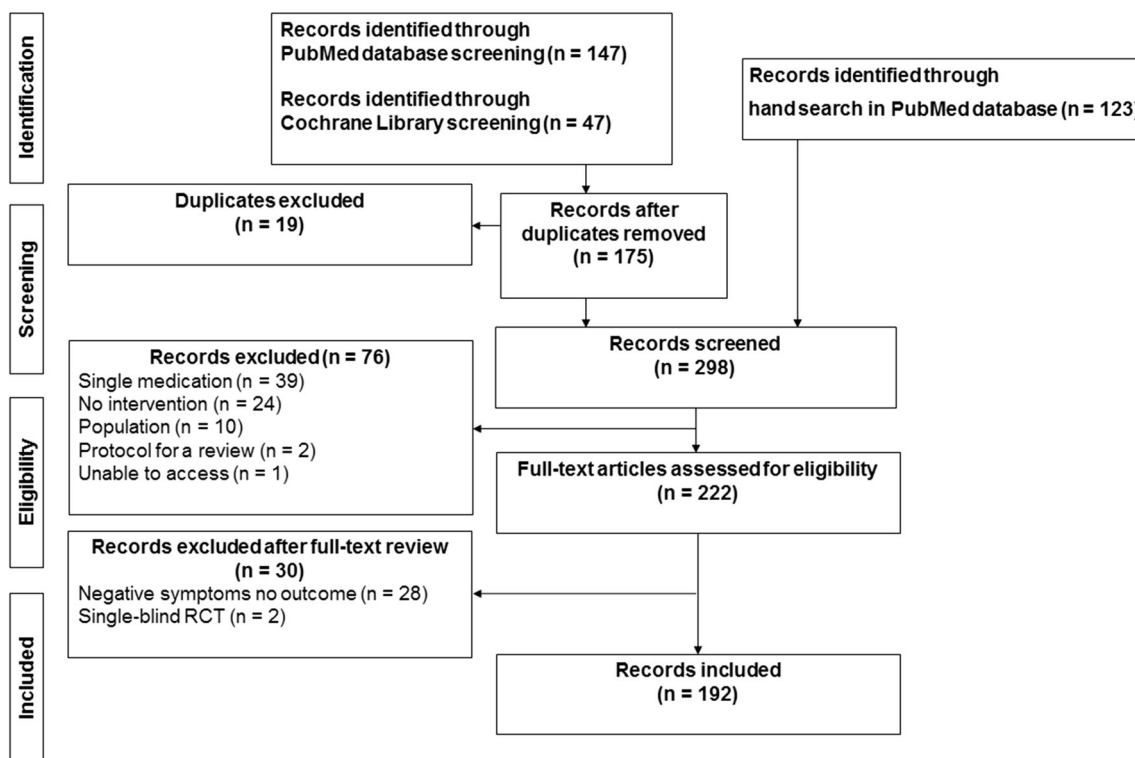 Identification
Records identified through
PubMed database screening (n = 147)
Records identified through
Cochrane Library screening (n = 47)
Records identified through
hand search in PubMed database (n = 123)
Screening
Duplicates excluded
(n = 19)
Records after
duplicates removed
(n = 175)
Records screened
(n = 298)
Eligibility
Records excluded (n = 76)
Single medication (n = 39)
No intervention (n = 24)
Population (n = 10)
Protocol for a review (n = 2)
Unable to access (n = 1)
Full-text articles assessed for eligibility
(n = 222)
Records excluded after full-text review
(n = 30)
Negative symptoms no outcome (n = 28)
Single-blind RCT (n = 2)
Included
Records included
(n = 192)